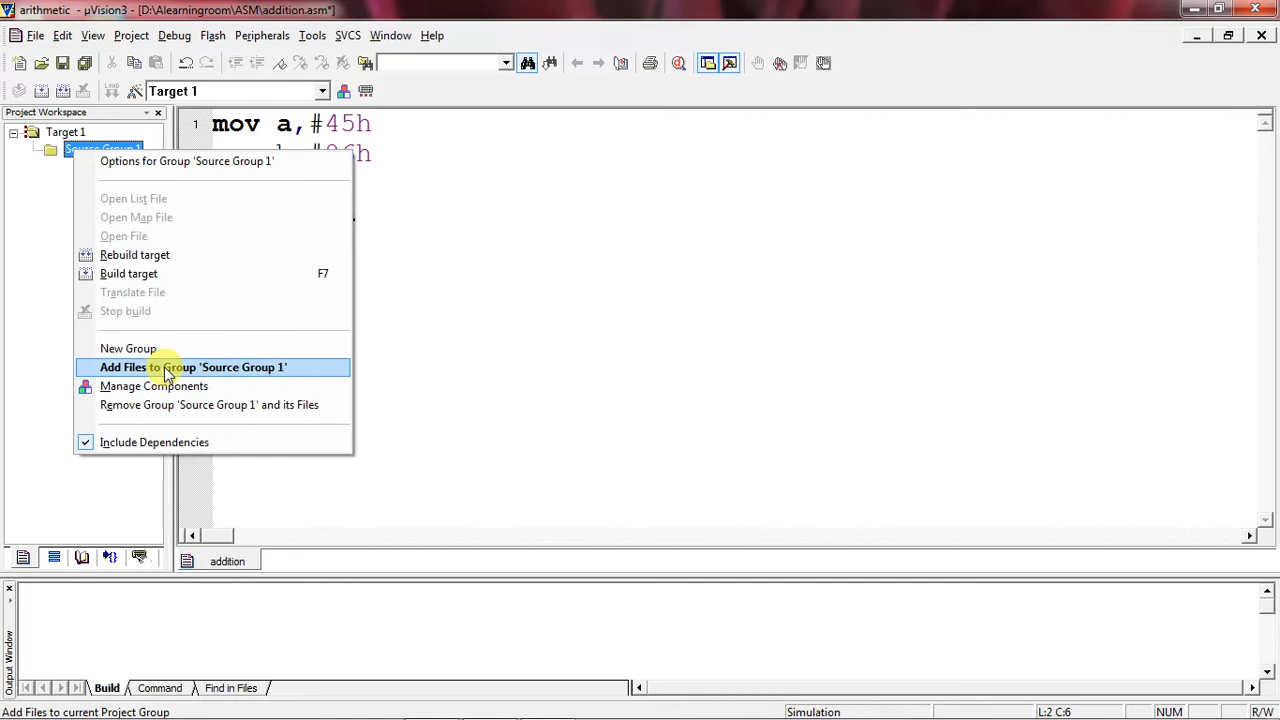 arithmetic - µVision3 - [D:\Alearningroom\ASM\addition.asm*]
File Edit View Project Debug Flash Peripherals Tools SVCS Window Help
Target 1
Project Workspace
Target 1
1 mov a,#45h
Options for Group 'Source Group 1'
Open List File
Open Map File
Open File
Rebuild target
Build target F7
Translate File
Stop build
New Group
Add Files to Group 'Source Group 1'
Manage Components
Remove Group 'Source Group 1' and its Files
Include Dependencies
addition
Output Window
Build Command Find in Files
Add Files to current Project Group Simulation L:2 C:6 NUM R/W